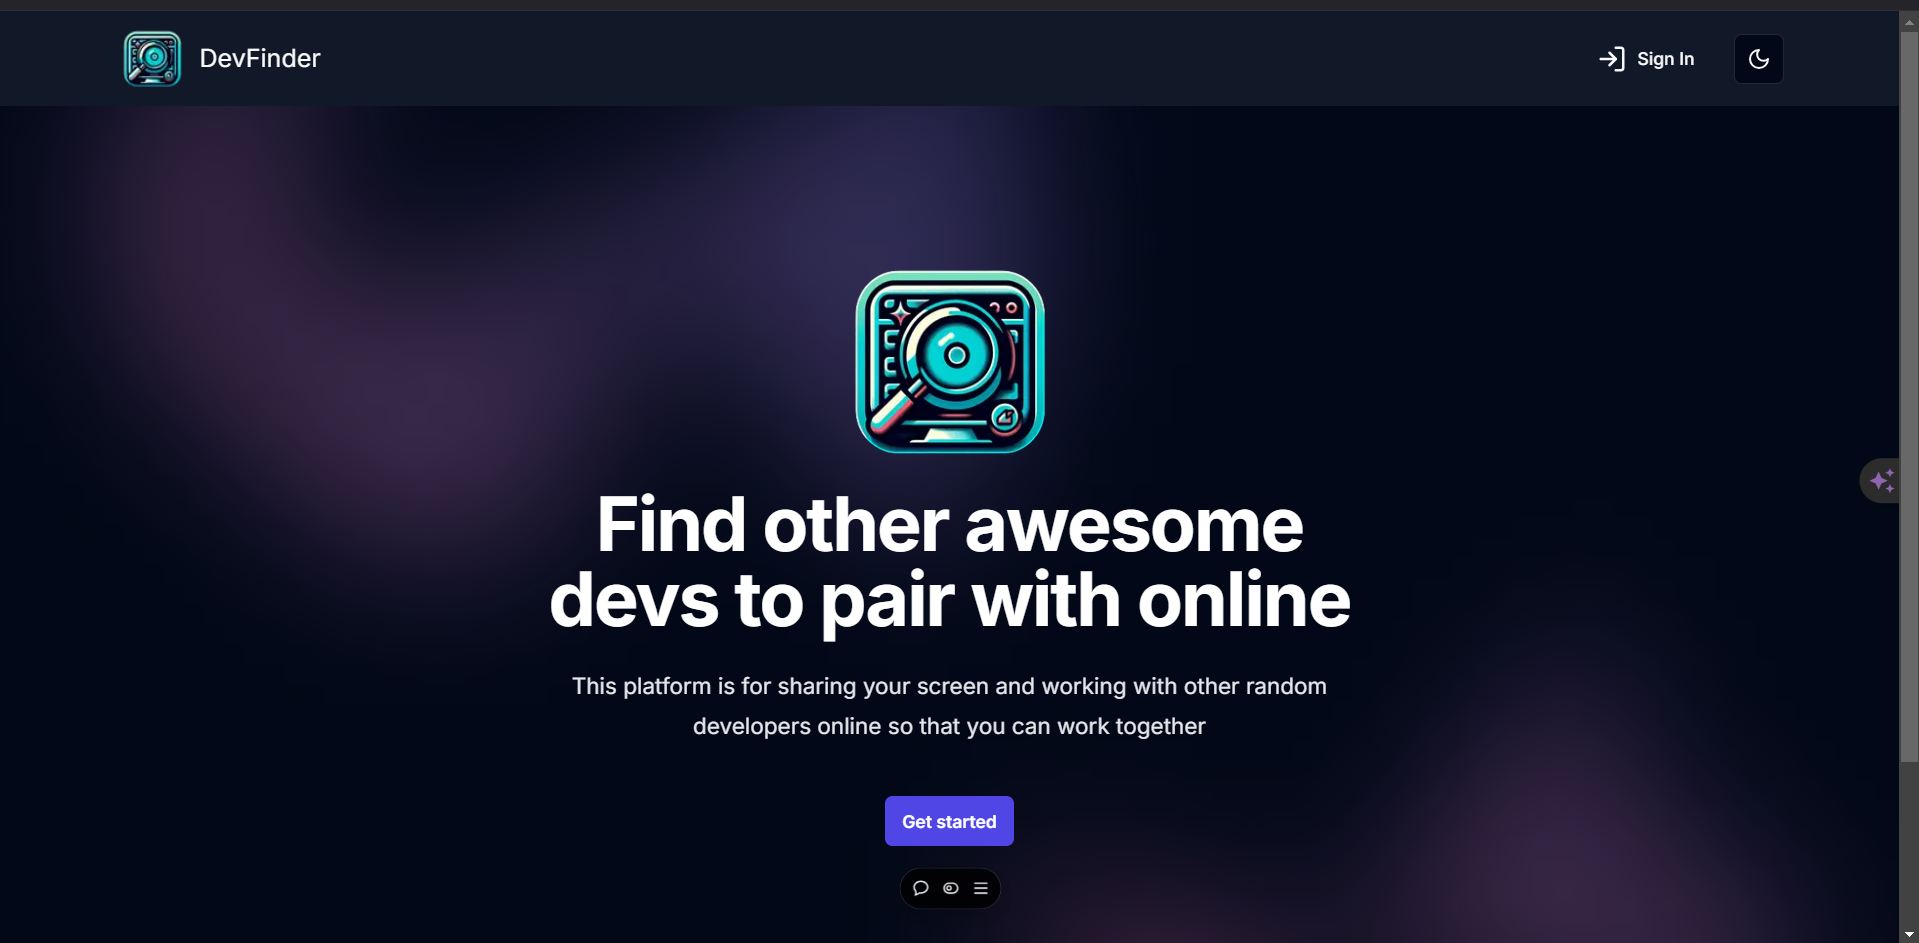 DevFinder
Sign In
Find other awesome
devs to pair with online
This platform is for sharing your screen and working with other random
developers online so that you can work together
Get started